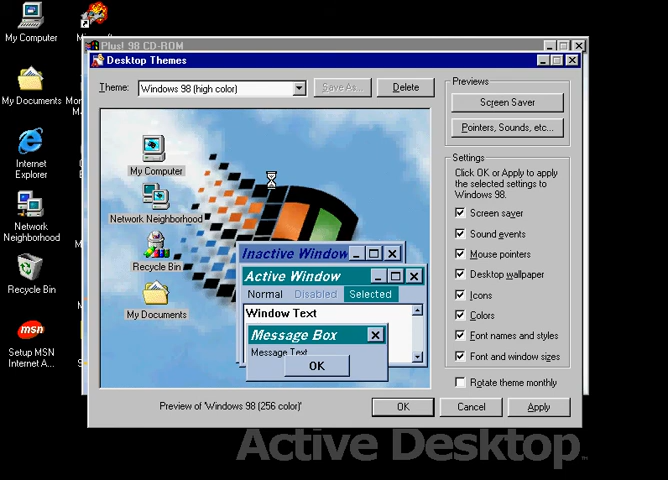 My Computer
My Documents
Internet
Explorer
Network
Neighborhood
Recycle Bin
Setup MSN
Internet A...
Plus! 98 CD-ROM
Desktop Themes
Theme:
Windows 98 (high color)
Save As...
Delete
Previews
Screen Saver
Pointers, Sounds, etc...
Settings
Click OK or Apply to apply
the selected settings to
Windows 98.
Screen saver
Sound events
Mouse pointers
Desktop wallpaper
Icons
Colors
Font names and styles
Font and window sizes
Rotate theme monthly
My Computer
Network Neighborhood
Recycle Bin
My Documents
Inactive Window
Active Window
Normal Disabled Selected
Window Text
Message Box
Message Text
OK
Preview of 'Windows 98 (256 color)'
OK
Cancel
Apply
Active Desktop